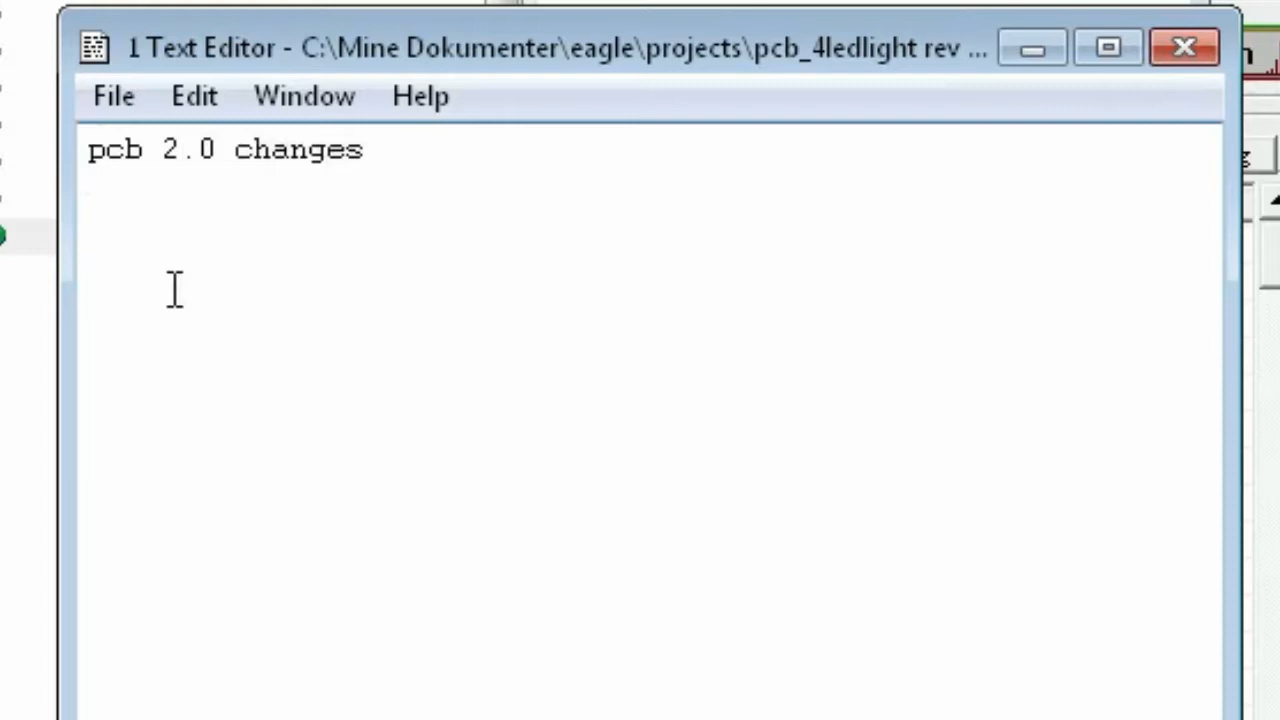 1 Text Editor - C:\Mine Dokumenter\eagle\projects\pcb_4ledlight rev ...
File Edit Window Help
pcb 2.0 changes